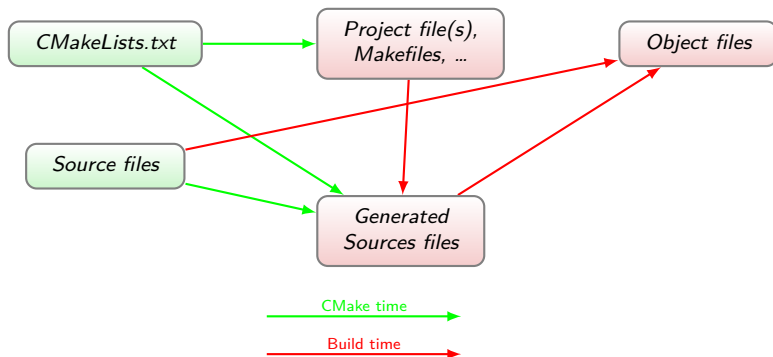 CMakeLists.txt
Project file(s),
Makefiles, …
Object files
Source files
Generated
Sources files
CMake time
Build time